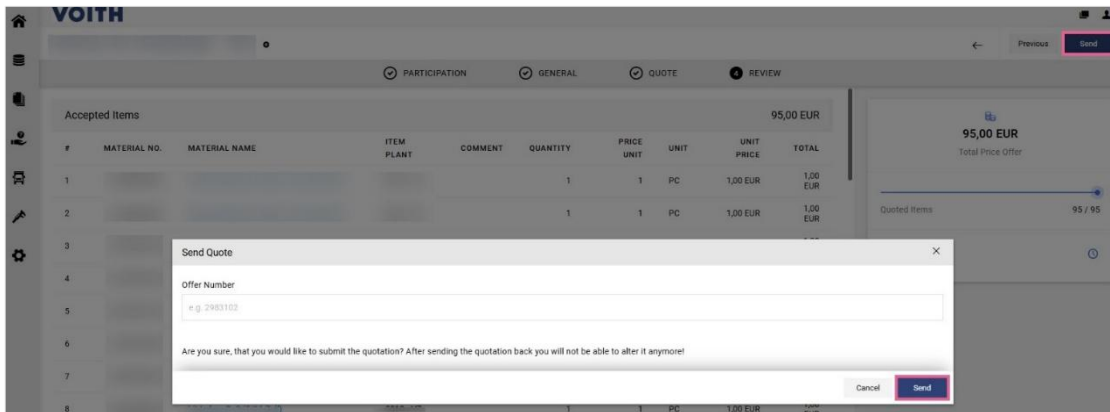 VOITH
Previous Send
PARTICIPATION GENERAL QUOTE 4 REVIEW
Accepted Items 95,00 EUR
# MATERIAL NO. MATERIAL NAME ITEM PLANT COMMENT QUANTITY PRICE UNIT UNIT UNIT PRICE TOTAL
1 1 1 PC 1,00 EUR 1,00 EUR
2 1 1 PC 1,00 EUR 1,00 EUR
3
4
5
6
7
8 1 1 PC 1,00 EUR
95,00 EUR
Total Price Offer
Quoted Items 95 / 95
Send Quote
Offer Number
e.g. 2983102
Are you sure, that you would like to submit the quotation? After sending the quotation back you will not be able to alter it anymore!
Cancel Send